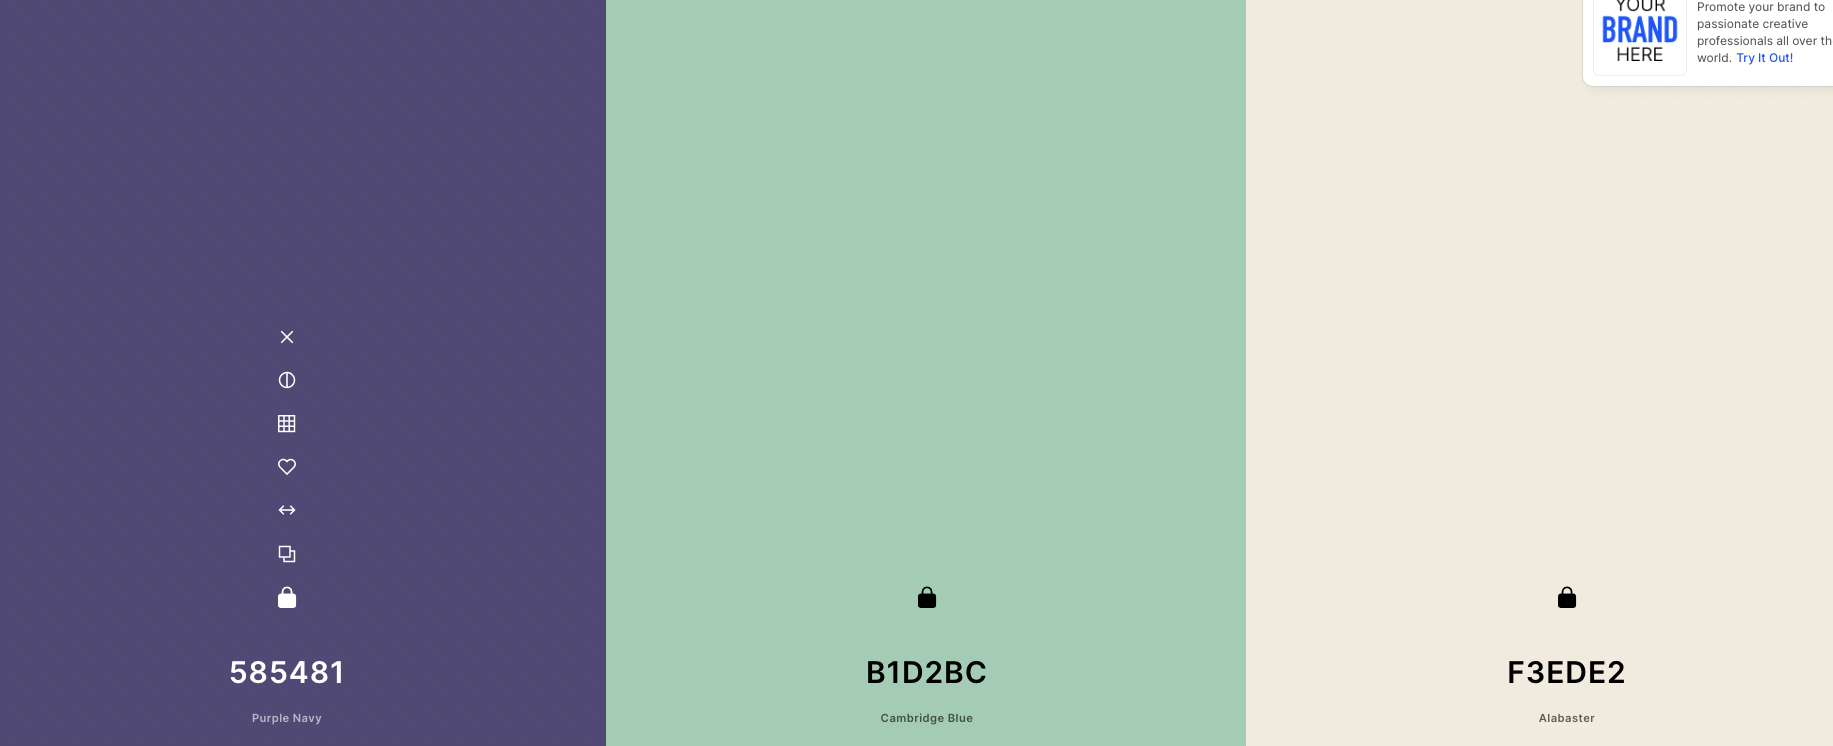 YOUR
BRAND
HERE
Promote your brand to
passionate creative
professionals all over th
world. Try It Out!
585481
Purple Navy
B1D2BC
Cambridge Blue
F3EDE2
Alabaster